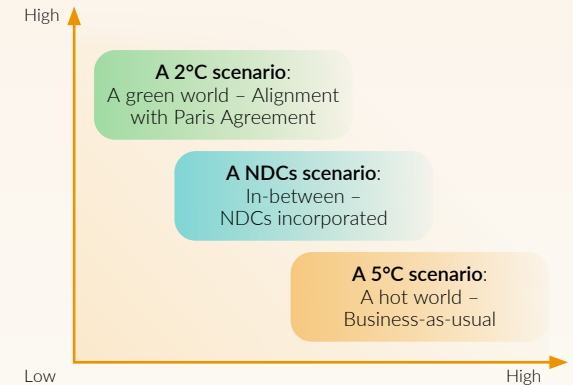 High
A 2°C scenario:
A green world – Alignment
with Paris Agreement
A NDCs scenario:
In-between –
NDCs incorporated
A 5°C scenario:
A hot world –
Business-as-usual
Low
High